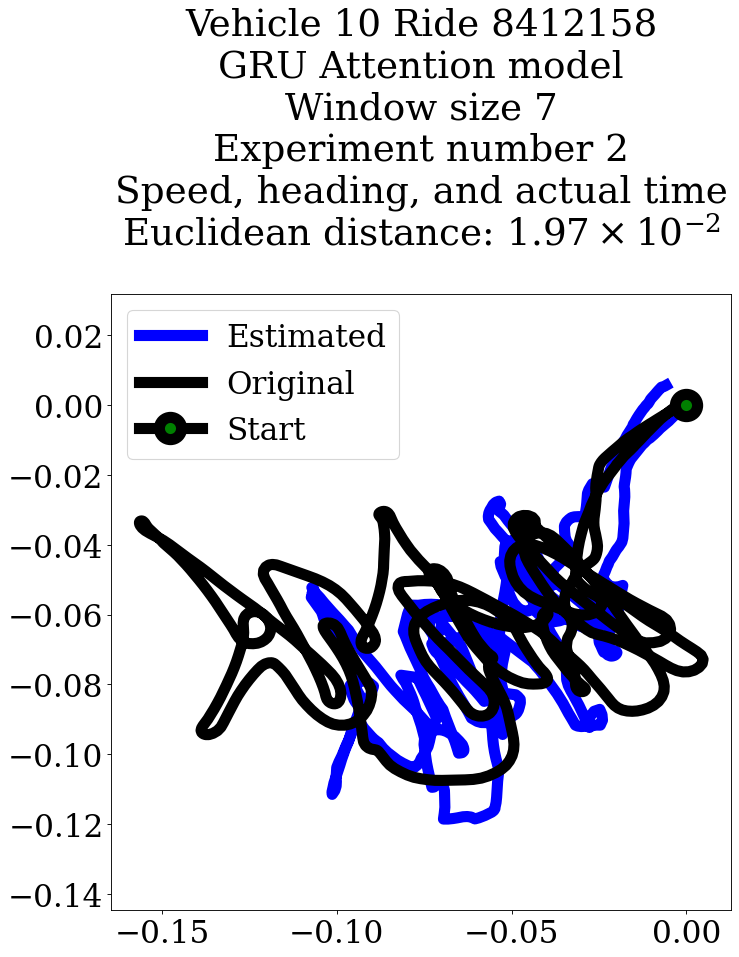 Vehicle 10 Ride 8412158
GRU Attention model
Window size 7
Experiment number 2
Speed, heading, and actual time
Euclidean distance: 1.97 × 10⁻²
Estimated
Original
Start
0.02
0.00
−0.02
−0.04
−0.06
−0.08
−0.10
−0.12
−0.14
−0.15
−0.10
−0.05
0.00